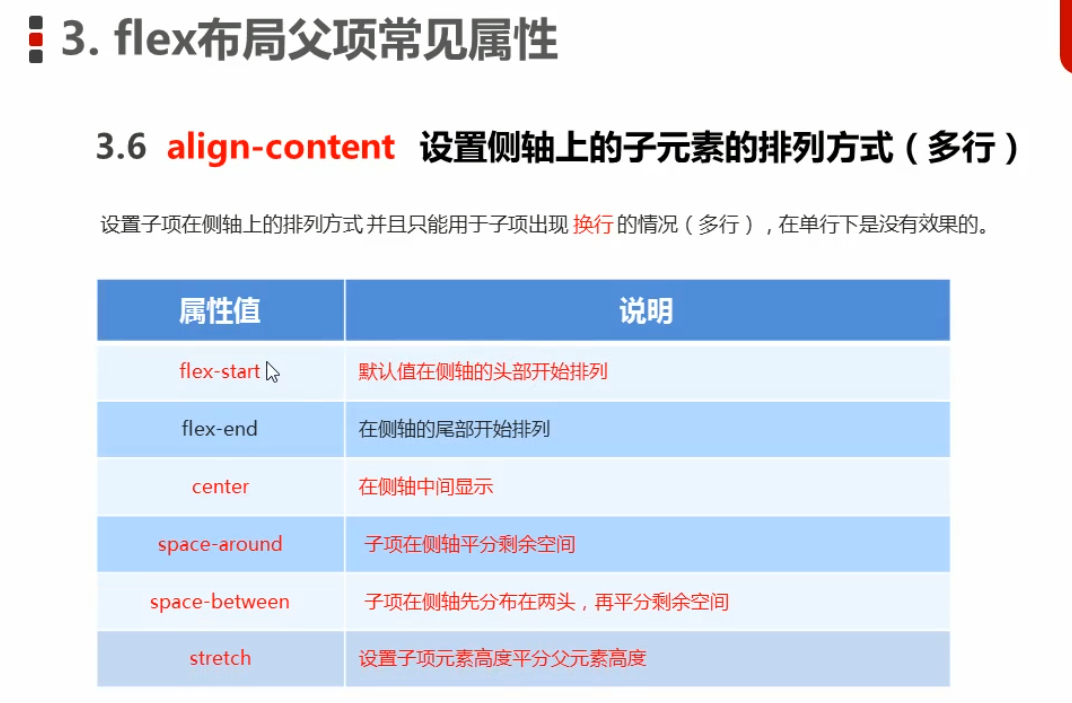 3. flex布局父项常见属性
3.6 align-content 设置侧轴上的子元素的排列方式（多行）
设置子项在侧轴上的排列方式 并且只能用于子项出现 换行 的情况（多行），在单行下是没有效果的。
属性值 说明
flex-start 默认值在侧轴的头部开始排列
flex-end 在侧轴的尾部开始排列
center 在侧轴中间显示
space-around 子项在侧轴平分剩余空间
space-between 子项在侧轴先分布在两头，再平分剩余空间
stretch 设置子项元素高度平分父元素高度